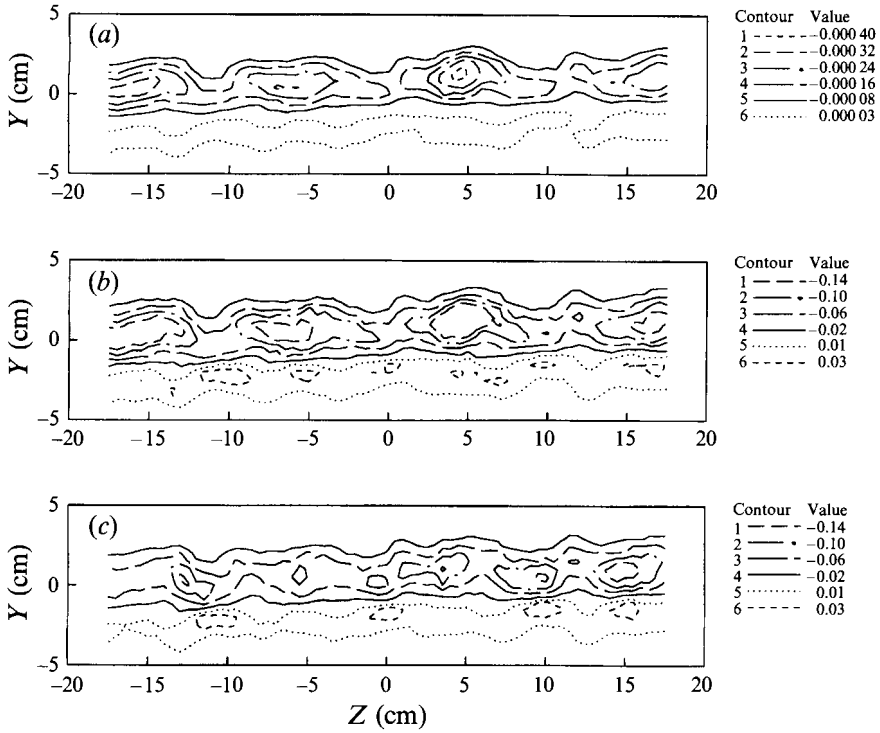 (a)
Y (cm)
5
0
−5
−20 −15 −10 −5 0 5 10 15 20
Contour Value
1 −0.000 40
2 −0.000 32
3 −0.000 24
4 −0.000 16
5 −0.000 08
6 0.000 03
(b)
Y (cm)
5
0
−5
−20 −15 −10 −5 0 5 10 15 20
Contour Value
1 −0.14
2 −0.10
3 −0.06
4 −0.02
5 0.01
6 0.03
(c)
Y (cm)
5
0
−5
−20 −15 −10 −5 0 5 10 15 20
Z (cm)
Contour Value
1 −0.14
2 −0.10
3 −0.06
4 −0.02
5 0.01
6 0.03